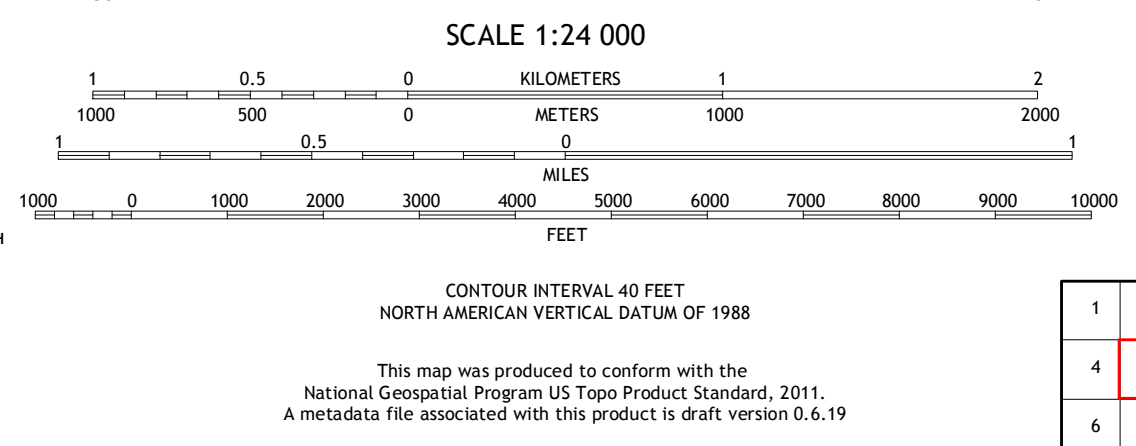 SCALE 1:24 000
1 0.5 0 KILOMETERS 1 2
1000 500 0 METERS 1000 2000
1 0.5 0 1
MILES
1000 0 1000 2000 3000 4000 5000 6000 7000 8000 9000 10000
FEET
CONTOUR INTERVAL 40 FEET
NORTH AMERICAN VERTICAL DATUM OF 1988
This map was produced to conform with the
National Geospatial Program US Topo Product Standard, 2011.
A metadata file associated with this product is draft version 0.6.19
1
4
6